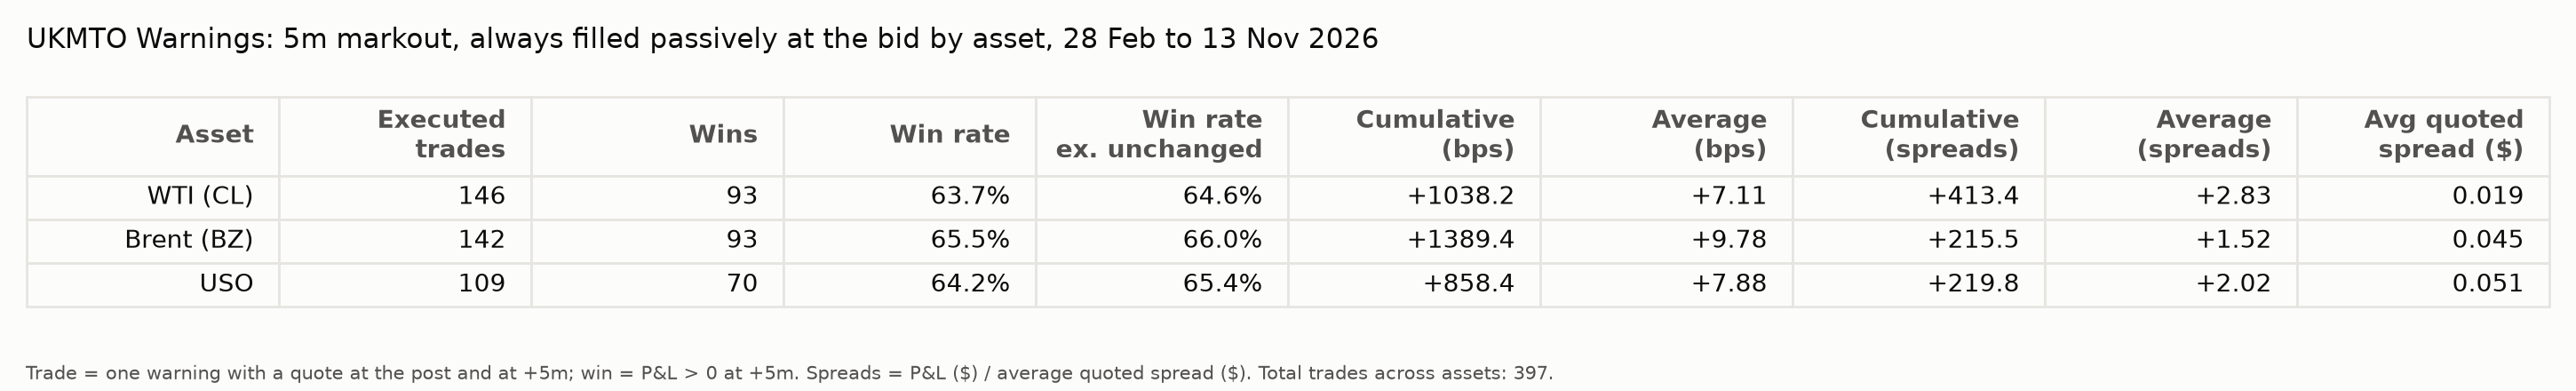 UKMTO Warnings: 5m markout, always filled passively at the bid by asset, 28 Feb to 13 Nov 2026
Asset Executed trades Wins Win rate Win rate ex. unchanged Cumulative (bps) Average (bps) Cumulative (spreads) Average (spreads) Avg quoted spread ($)
WTI (CL) 146 93 63.7% 64.6% +1038.2 +7.11 +413.4 +2.83 0.019
Brent (BZ) 142 93 65.5% 66.0% +1389.4 +9.78 +215.5 +1.52 0.045
USO 109 70 64.2% 65.4% +858.4 +7.88 +219.8 +2.02 0.051
Trade = one warning with a quote at the post and at +5m; win = P&L > 0 at +5m. Spreads = P&L ($) / average quoted spread ($). Total trades across assets: 397.